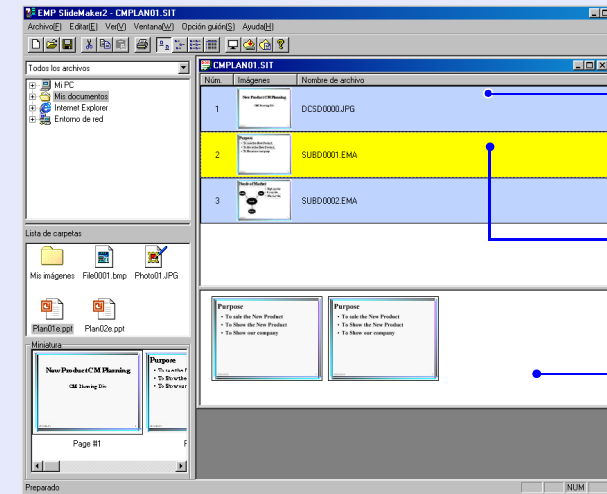 EMP SlideMaker2 - CMPLAN01.SIT
Archivo(F) Editar(E) Ver(V) Ventana(W) Opción guión(S) Ayuda(H)
Todos los archivos
Mi PC
Mis documentos
Internet Explorer
Entorno de red
Lista de carpetas
Mis imágenes File0001.bmp Photo01.JPG
Plan01e.ppt Plan02e.ppt
Miniatura
New Product CM Planning
CM Planning Div
Purpose
Page #1
P
CMPLAN01.SIT
Núm. Imágenes Nombre de archivo
1 New Product CM Planning DCSD0000.JPG
2 Purpose SUBD0001.EMA
3 SUBD0002.EMA
Purpose
• To sale the New Product
• To Show the New Product
• To Show our company
Purpose
• To sale the New Product
• To Show the New Product
• To Show our company
Preparado
NUM